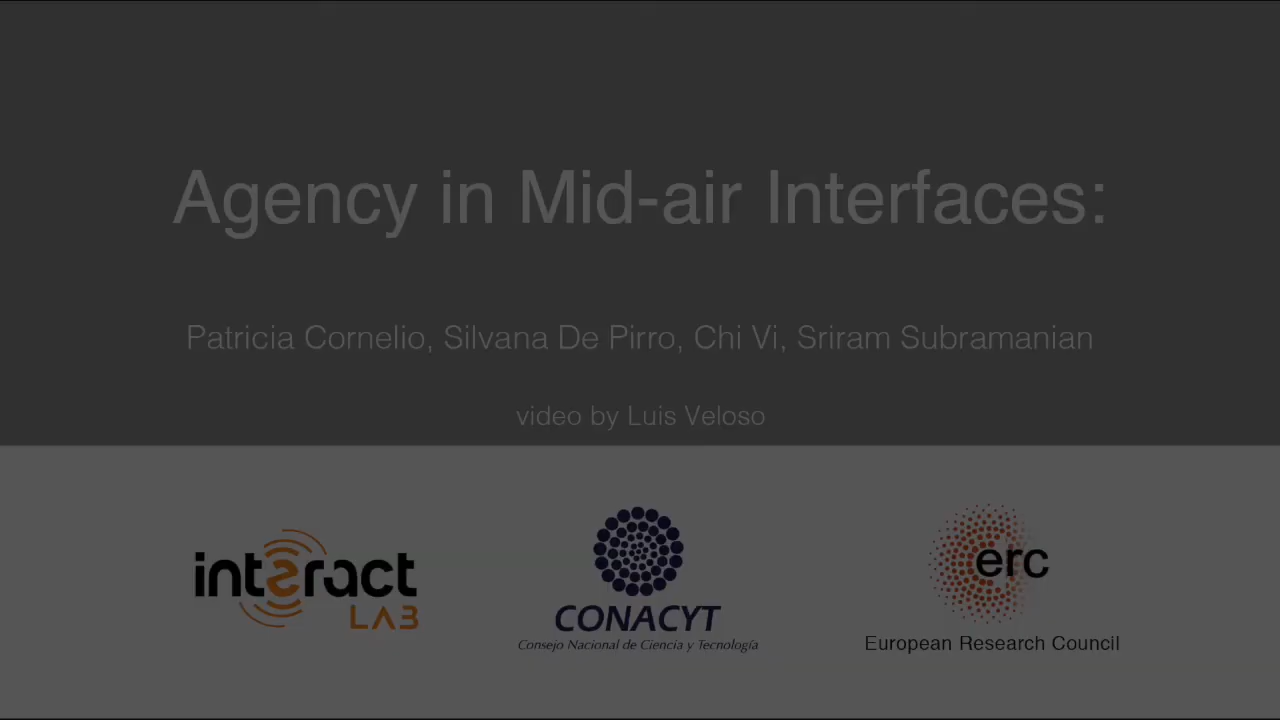 Agency in Mid-air Interfaces:
Patricia Cornelio, Silvana De Pirro, Chi Vi, Sriram Subramanian
video by Luis Veloso
interact
LAB
CONACYT
Consejo Nacional de Ciencia y Tecnología
erc
European Research Council